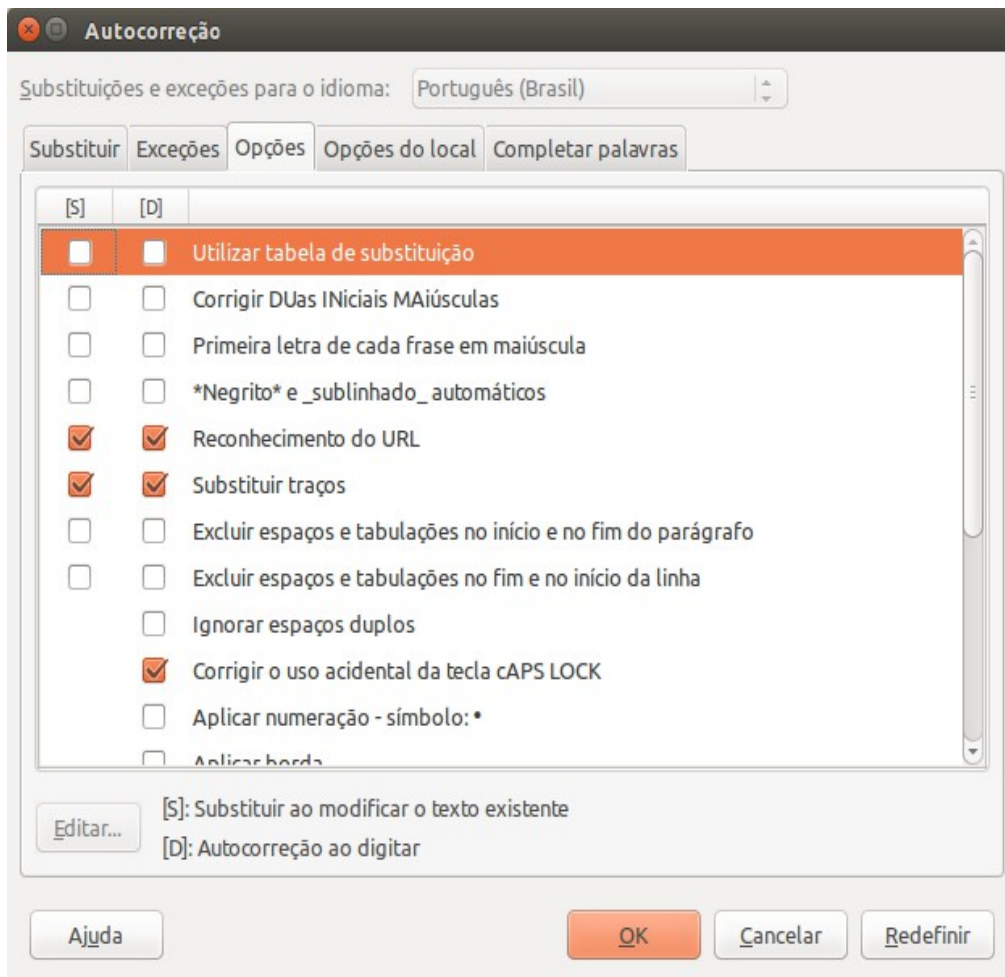 Autocorreção
Substituições e exceções para o idioma: Português (Brasil)
Substituir Exceções Opções Opções do local Completar palavras
[S] [D]
Utilizar tabela de substituição
Corrigir DUas INiciais MAiúsculas
Primeira letra de cada frase em maiúscula
*Negrito* e _sublinhado_ automáticos
Reconhecimento do URL
Substituir traços
Excluir espaços e tabulações no início e no fim do parágrafo
Excluir espaços e tabulações no fim e no início da linha
Ignorar espaços duplos
Corrigir o uso acidental da tecla cAPS LOCK
Aplicar numeração - símbolo: •
Aplicar borda
Editar... [S]: Substituir ao modificar o texto existente
[D]: Autocorreção ao digitar
Ajuda OK Cancelar Redefinir